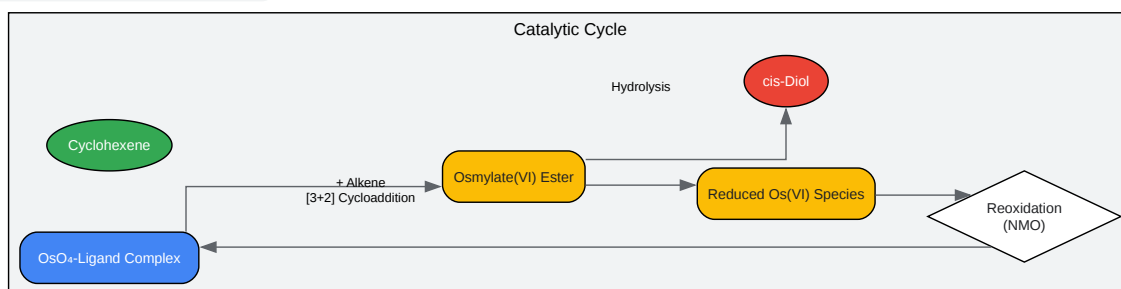 Catalytic Cycle
cis-Diol
Hydrolysis
Cyclohexene
Osmylate(VI) Ester
+ Alkene
[3+2] Cycloaddition
Reduced Os(VI) Species
Reoxidation
(NMO)
OsO₄-Ligand Complex